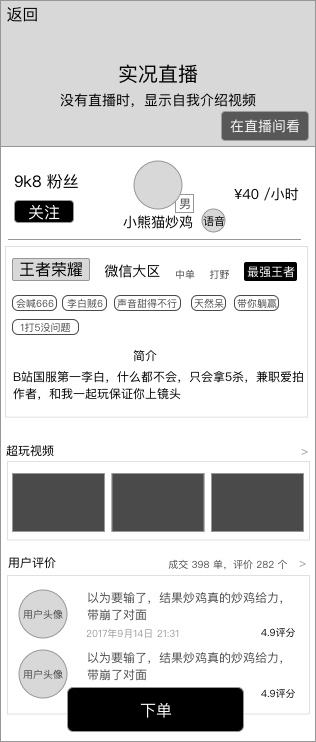 返回
实况直播
没有直播时，显示自我介绍视频
在直播间看
9k8 粉丝
关注
男
小熊猫炒鸡
语音
¥40 /小时
王者荣耀 微信大区 中单 打野 最强王者
会喊666 李白贼6 声音甜得不行 天然呆 带你躺赢
1打5没问题
简介
B站国服第一李白，什么都不会，只会拿5杀，兼职爱拍
作者，和我一起玩保证你上镜头
超玩视频 >
用户评价 成交 398 单，评价 282 个 >
用户头像
以为要输了，结果炒鸡真的炒鸡给力，
带崩了对面
2017年9月14日 21:31 4.9评分
用户头像
以为要输了，结果炒鸡真的炒鸡给力，
带崩了对面
4.9评分
下单